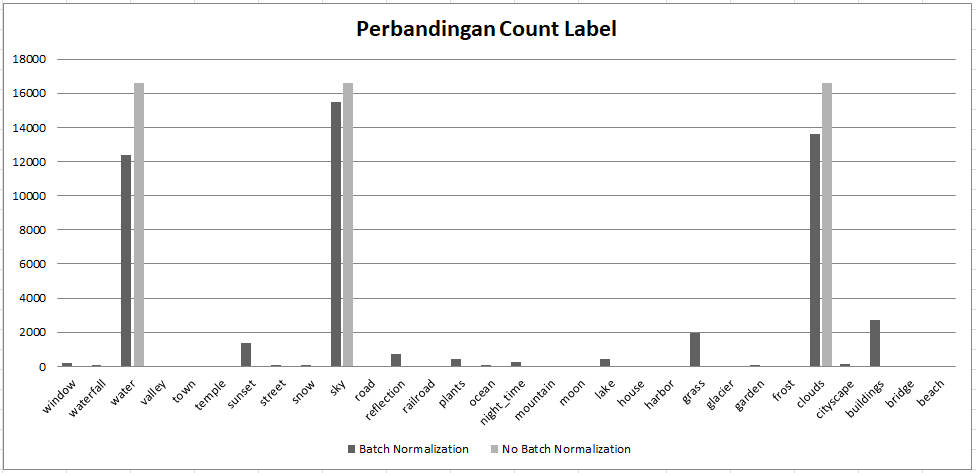 Perbandingan Count Label
18000
16000
14000
12000
10000
8000
6000
4000
2000
0
window
waterfall
water
valley
town
temple
sunset
street
snow
sky
road
reflection
railroad
plants
ocean
night_time
mountain
moon
lake
house
harbor
grass
glacier
garden
frost
clouds
cityscape
buildings
bridge
beach
Batch Normalization
No Batch Normalization